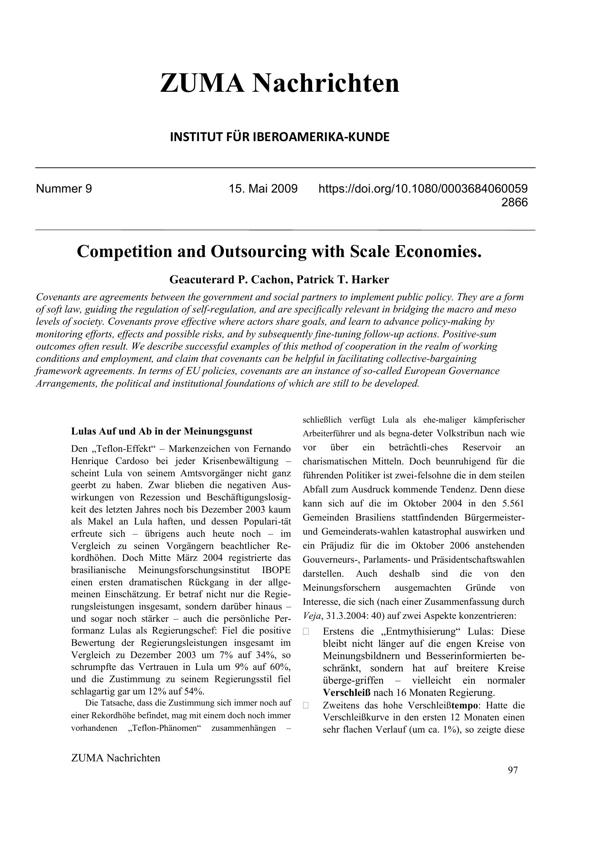 ZUMA Nachrichten
INSTITUT FÜR IBEROAMERIKA-KUNDE
Nummer 9 15. Mai 2009 https://doi.org/10.1080/0003684060059
2866
Competition and Outsourcing with Scale Economies.
Geacuterard P. Cachon, Patrick T. Harker
Covenants are agreements between the government and social partners to implement public policy. They are a form
of soft law, guiding the regulation of self-regulation, and are specifically relevant in bridging the macro and meso
levels of society. Covenants prove effective where actors share goals, and learn to advance policy-making by
monitoring efforts, effects and possible risks, and by subsequently fine-tuning follow-up actions. Positive-sum
outcomes often result. We describe successful examples of this method of cooperation in the realm of working
conditions and employment, and claim that covenants can be helpful in facilitating collective-bargaining
framework agreements. In terms of EU policies, covenants are an instance of so-called European Governance
Arrangements, the political and institutional foundations of which are still to be developed.
Lulas Auf und Ab in der Meinungsgunst
Den „Teflon-Effekt“ – Markenzeichen von Fernando
Henrique Cardoso bei jeder Krisenbewältigung –
scheint Lula von seinem Amtsvorgänger nicht ganz
geerbt zu haben. Zwar blieben die negativen Aus-
wirkungen von Rezession und Beschäftigungslosig-
keit des letzten Jahres noch bis Dezember 2003 kaum
als Makel an Lula haften, und dessen Populari-tät
erfreute sich – übrigens auch heute noch – im
Vergleich zu seinen Vorgängern beachtlicher Re-
kordhöhen. Doch Mitte März 2004 registrierte das
brasilianische Meinungsforschungsinstitut IBOPE
einen ersten dramatischen Rückgang in der allge-
meinen Einschätzung. Er betraf nicht nur die Regie-
rungsleistungen insgesamt, sondern darüber hinaus –
und sogar noch stärker – auch die persönliche Per-
formanz Lulas als Regierungschef: Fiel die positive
Bewertung der Regierungsleistungen insgesamt im
Vergleich zu Dezember 2003 um 7% auf 34%, so
schrumpfte das Vertrauen in Lula um 9% auf 60%,
und die Zustimmung zu seinem Regierungsstil fiel
schlagartig gar um 12% auf 54%.
Die Tatsache, dass die Zustimmung sich immer noch auf
einer Rekordhöhe befindet, mag mit einem doch noch immer
vorhandenen „Teflon-Phänomen“ zusammenhängen –
schließlich verfügt Lula als ehe-maliger kämpferischer
Arbeiterführer und als begna-deter Volkstribun nach wie
vor über ein beträchtli-ches Reservoir an
charismatischen Mitteln. Doch beunruhigend für die
führenden Politiker ist zwei-felsohne die in dem steilen
Abfall zum Ausdruck kommende Tendenz. Denn diese
kann sich auf die im Oktober 2004 in den 5.561
Gemeinden Brasiliens stattfindenden Bürgermeister-
und Gemeinderats-wahlen katastrophal auswirken und
ein Präjudiz für die im Oktober 2006 anstehenden
Gouverneurs-, Parlaments- und Präsidentschaftswahlen
darstellen. Auch deshalb sind die von den
Meinungsforschern ausgemachten Gründe von
Interesse, die sich (nach einer Zusammenfassung durch
Veja, 31.3.2004: 40) auf zwei Aspekte konzentrieren:
□ Erstens die „Entmythisierung“ Lulas: Diese
bleibt nicht länger auf die engen Kreise von
Meinungsbildnern und Besserinformierten be-
schränkt, sondern hat auf breitere Kreise
überge-griffen – vielleicht ein normaler
Verschleiß nach 16 Monaten Regierung.
□ Zweitens das hohe Verschleißtempo: Hatte die
Verschleißkurve in den ersten 12 Monaten einen
sehr flachen Verlauf (um ca. 1%), so zeigte diese
ZUMA Nachrichten
97